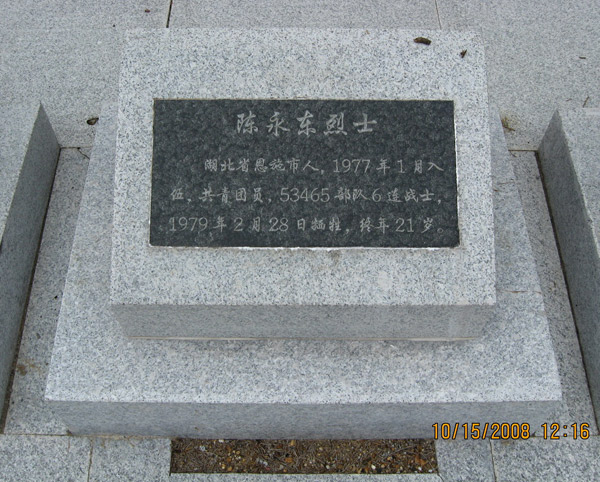 陈永东烈士
湖北省恩施市人，1977年1月入
伍，共青团员，53465部队6连战士，
1979年2月28日牺牲，终年21岁。
10/15/2008 12:16